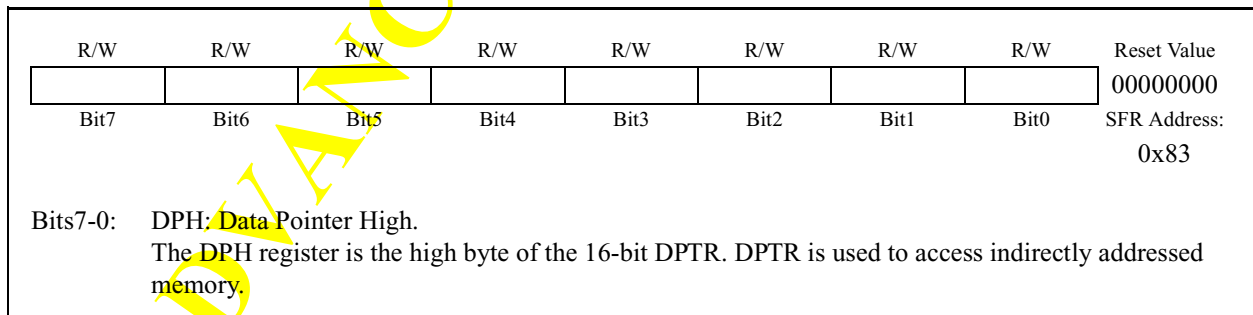 R/W R/W R/W R/W R/W R/W R/W R/W Reset Value
00000000
Bit7 Bit6 Bit5 Bit4 Bit3 Bit2 Bit1 Bit0 SFR Address:
0x83
Bits7-0: DPH: Data Pointer High.
The DPH register is the high byte of the 16-bit DPTR. DPTR is used to access indirectly addressed
memory.
DVANC